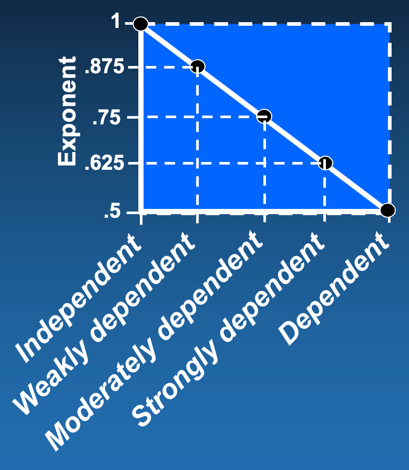 1
.875
.75
.625
.5
Exponent
Independent
Weakly dependent
Moderately dependent
Strongly dependent
Dependent